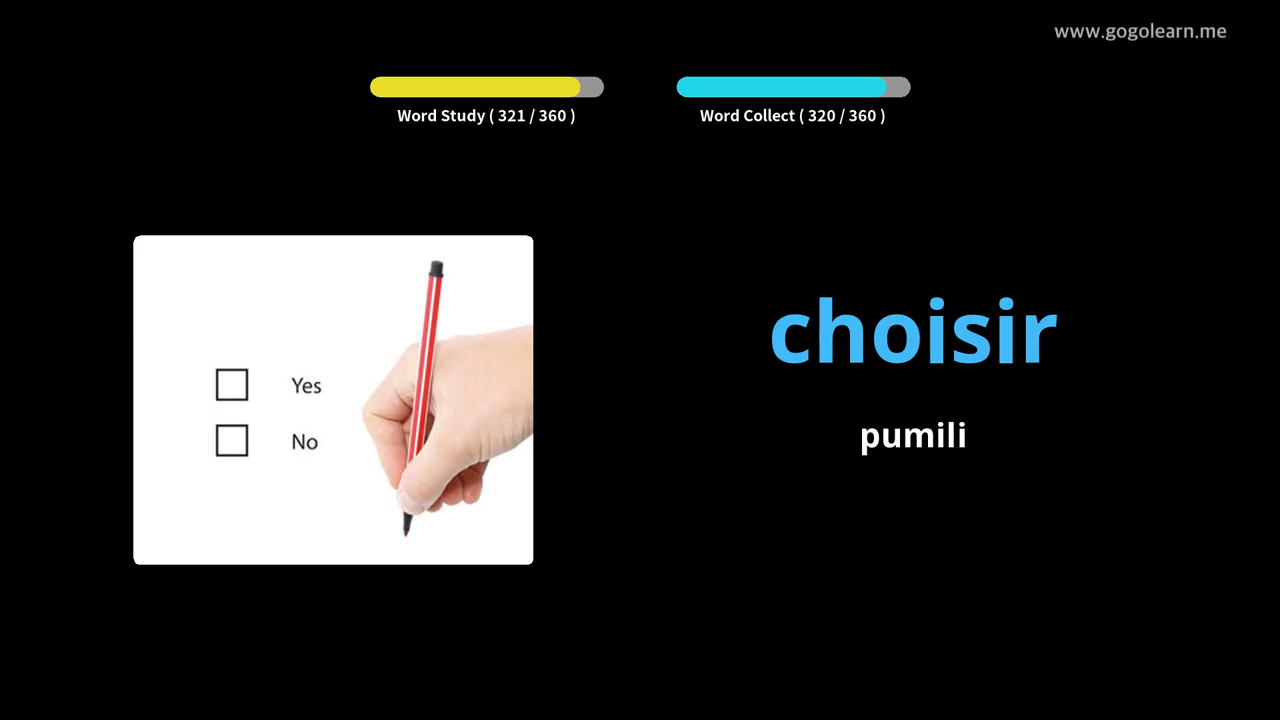 www.gogolearn.me
Word Study ( 321 / 360 )
Word Collect ( 320 / 360 )
Yes
No
choisir
pumili